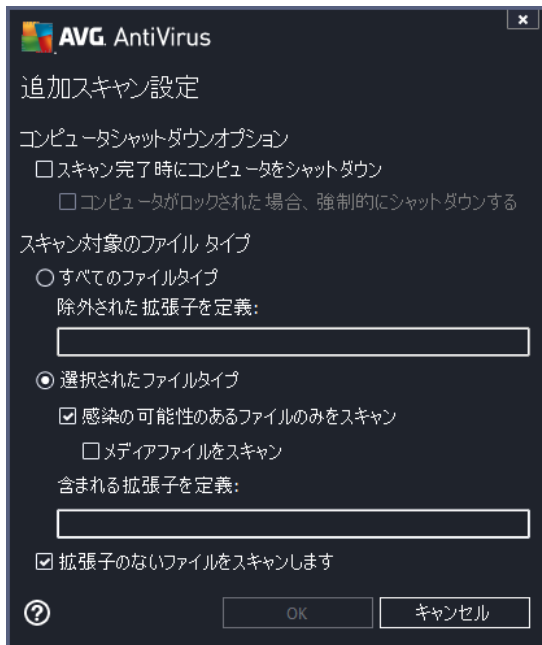 AVG AntiVirus
追加スキャン設定
コンピュータシャットダウンオプション
スキャン完了時にコンピュータをシャットダウン
コンピュータがロックされた場合、強制的にシャットダウンする
スキャン対象のファイル タイプ
すべてのファイルタイプ
除外された拡張子を定義:
選択されたファイルタイプ
感染の可能性のあるファイルのみをスキャン
メディアファイルをスキャン
含まれる拡張子を定義:
拡張子のないファイルをスキャンします
OK キャンセル